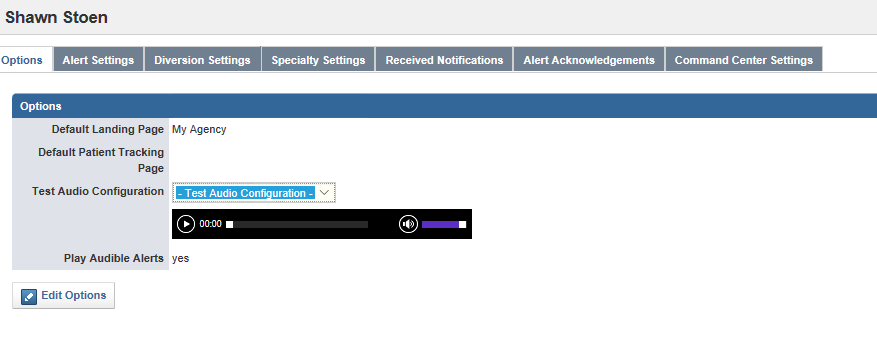 Shawn Stoen
Options Alert Settings Diversion Settings Specialty Settings Received Notifications Alert Acknowledgements Command Center Settings
Options
Default Landing Page My Agency
Default Patient Tracking
Page
Test Audio Configuration - Test Audio Configuration -
00:00
Play Audible Alerts yes
Edit Options